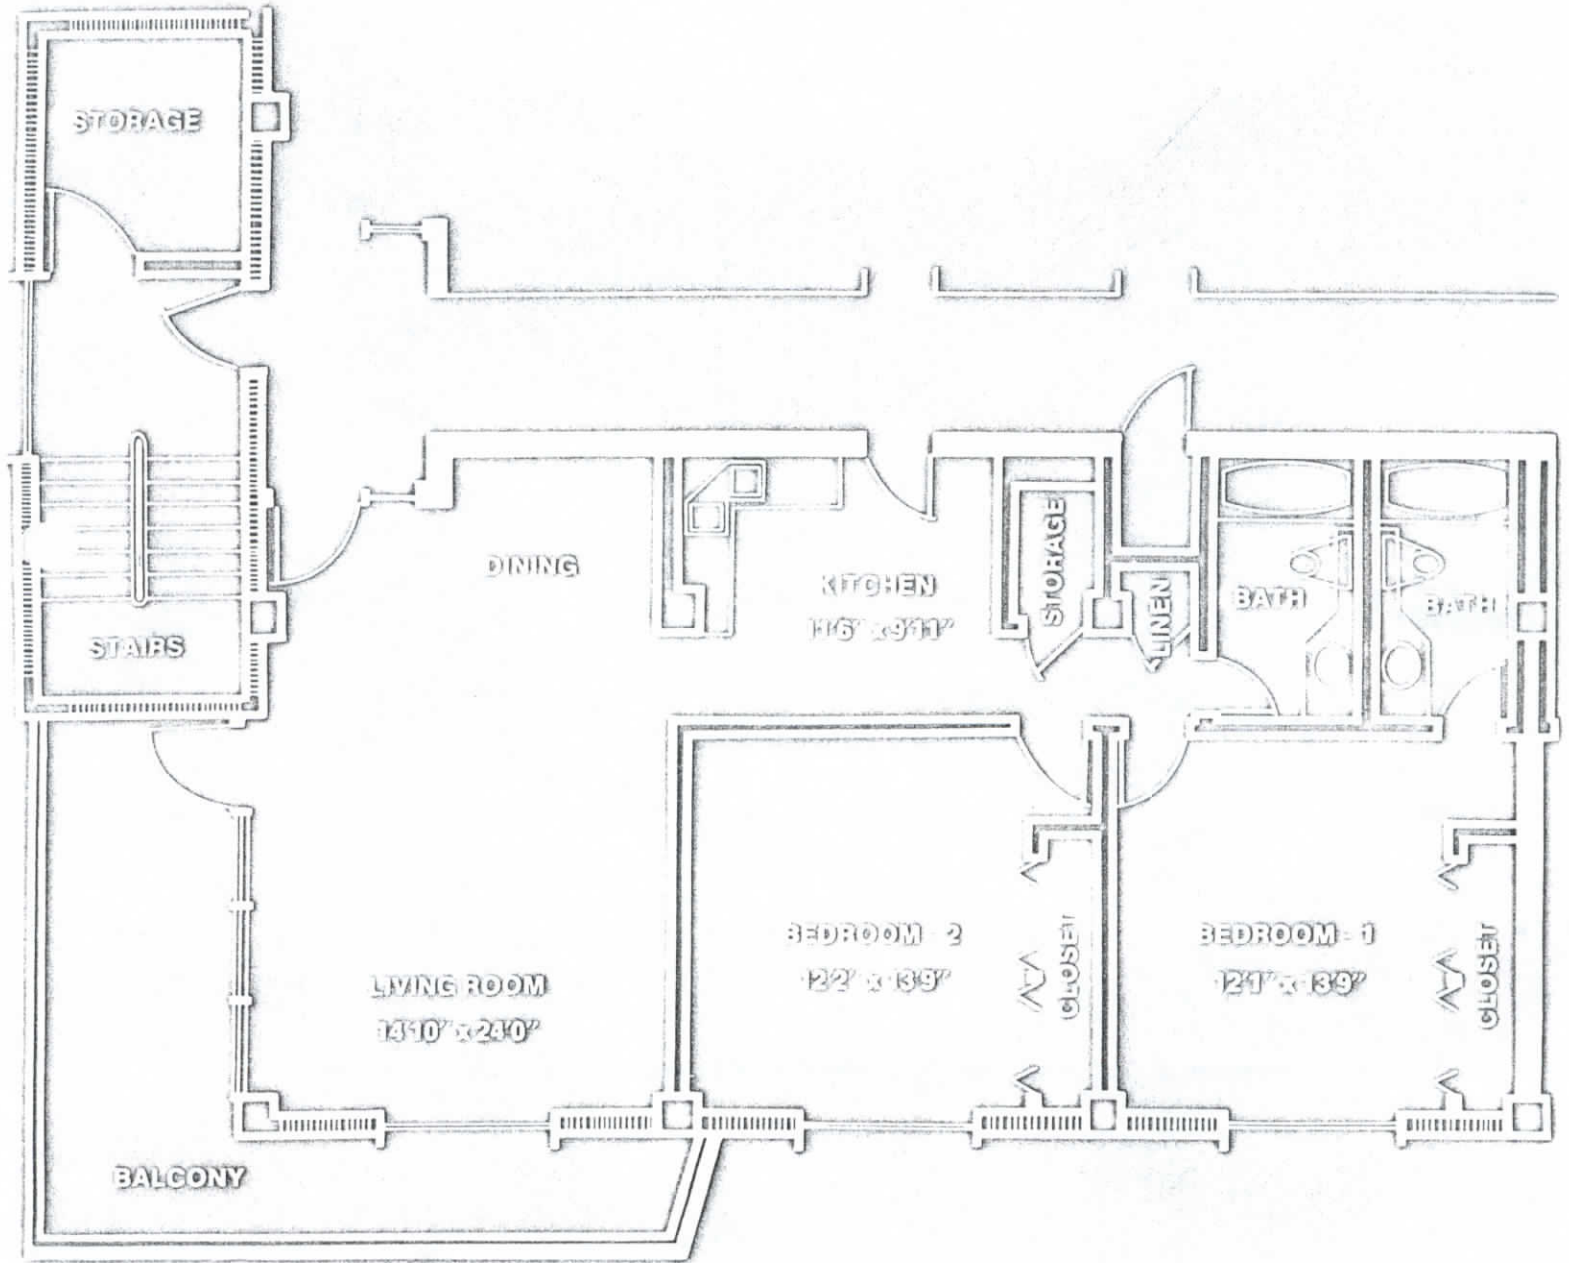 STORAGE
DINING
KITCHEN
11'6" x 9'11"
STORAGE
LINEN
BATH
BATH
STAIRS
BEDROOM - 2
12'2" x 13'9"
CLOSET
BEDROOM - 1
12'1" x 13'9"
CLOSET
LIVING ROOM
14'10" x 24'0"
BALCONY